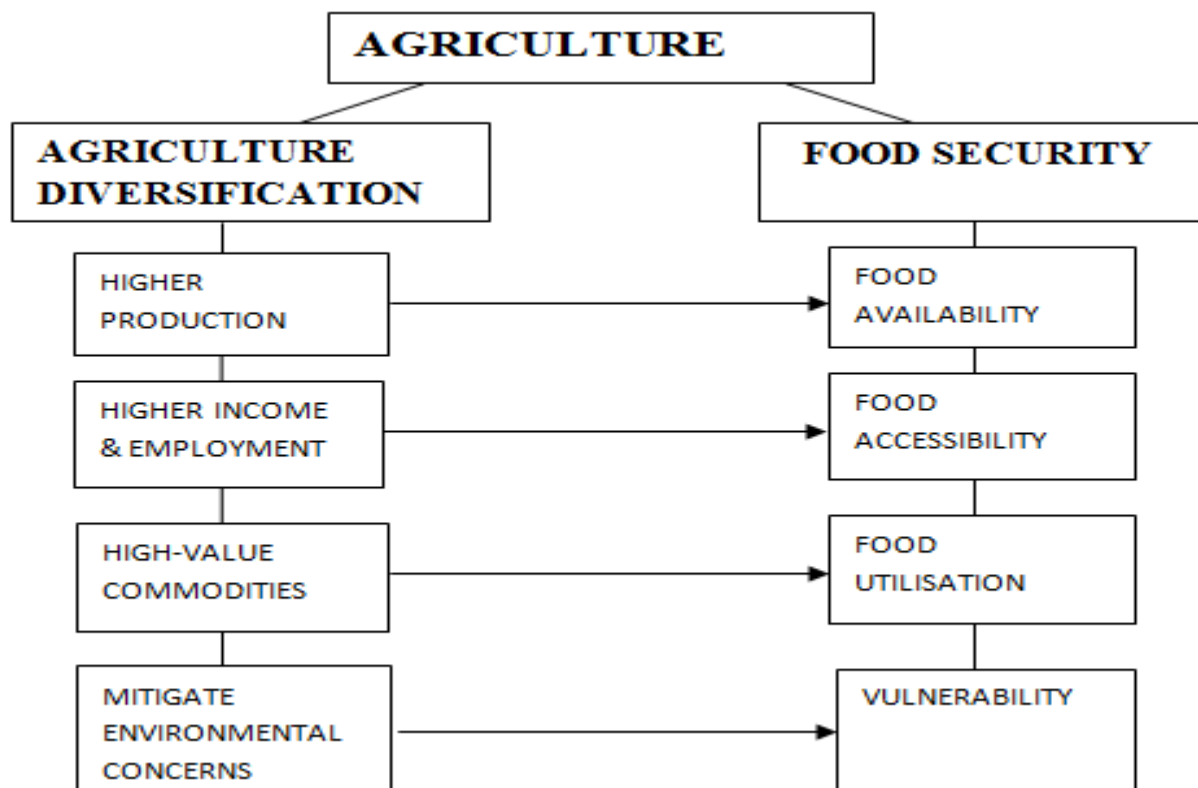 AGRICULTURE
AGRICULTURE
DIVERSIFICATION
FOOD SECURITY
HIGHER
PRODUCTION
FOOD
AVAILABILITY
HIGHER INCOME
& EMPLOYMENT
FOOD
ACCESSIBILITY
HIGH-VALUE
COMMODITIES
FOOD
UTILISATION
MITIGATE
ENVIRONMENTAL
CONCERNS
VULNERABILITY